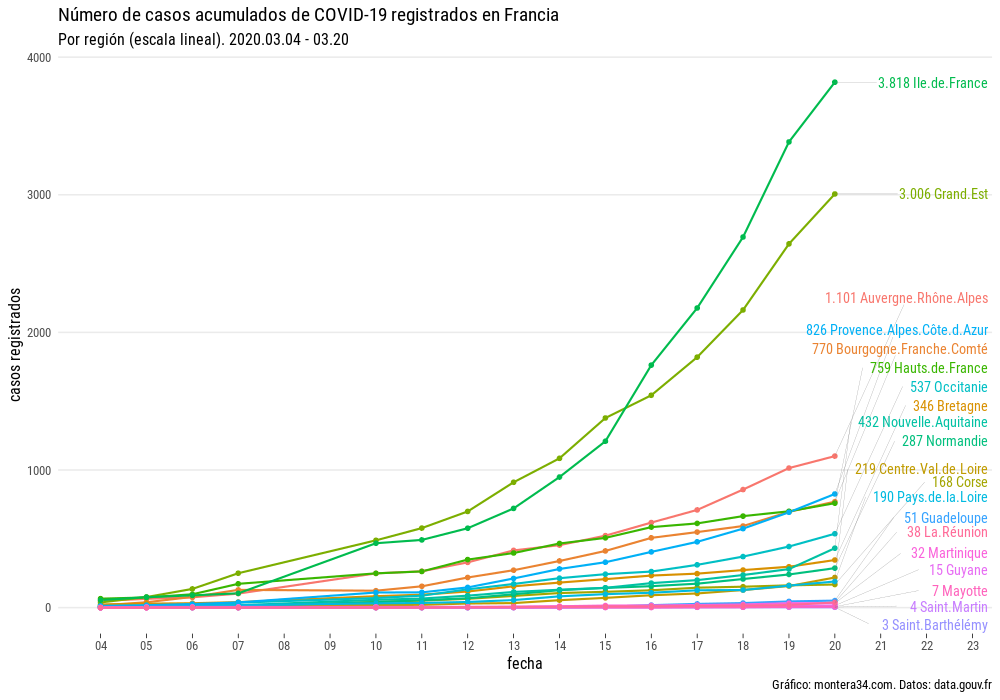 Número de casos acumulados de COVID-19 registrados en Francia
Por región (escala lineal). 2020.03.04 - 03.20
4000
3000
2000
1000
0
casos registrados
3.818 Ile.de.France
3.006 Grand.Est
1.101 Auvergne.Rhône.Alpes
826 Provence.Alpes.Côte.d.Azur
770 Bourgogne.Franche.Comté
759 Hauts.de.France
537 Occitanie
346 Bretagne
432 Nouvelle.Aquitaine
287 Normandie
219 Centre.Val.de.Loire
168 Corse
190 Pays.de.la.Loire
51 Guadeloupe
38 La.Réunion
32 Martinique
15 Guyane
7 Mayotte
4 Saint.Martin
3 Saint.Barthélémy
04 05 06 07 08 09 10 11 12 13 14 15 16 17 18 19 20 21 22 23
fecha
Gráfico: montera34.com. Datos: data.gouv.fr